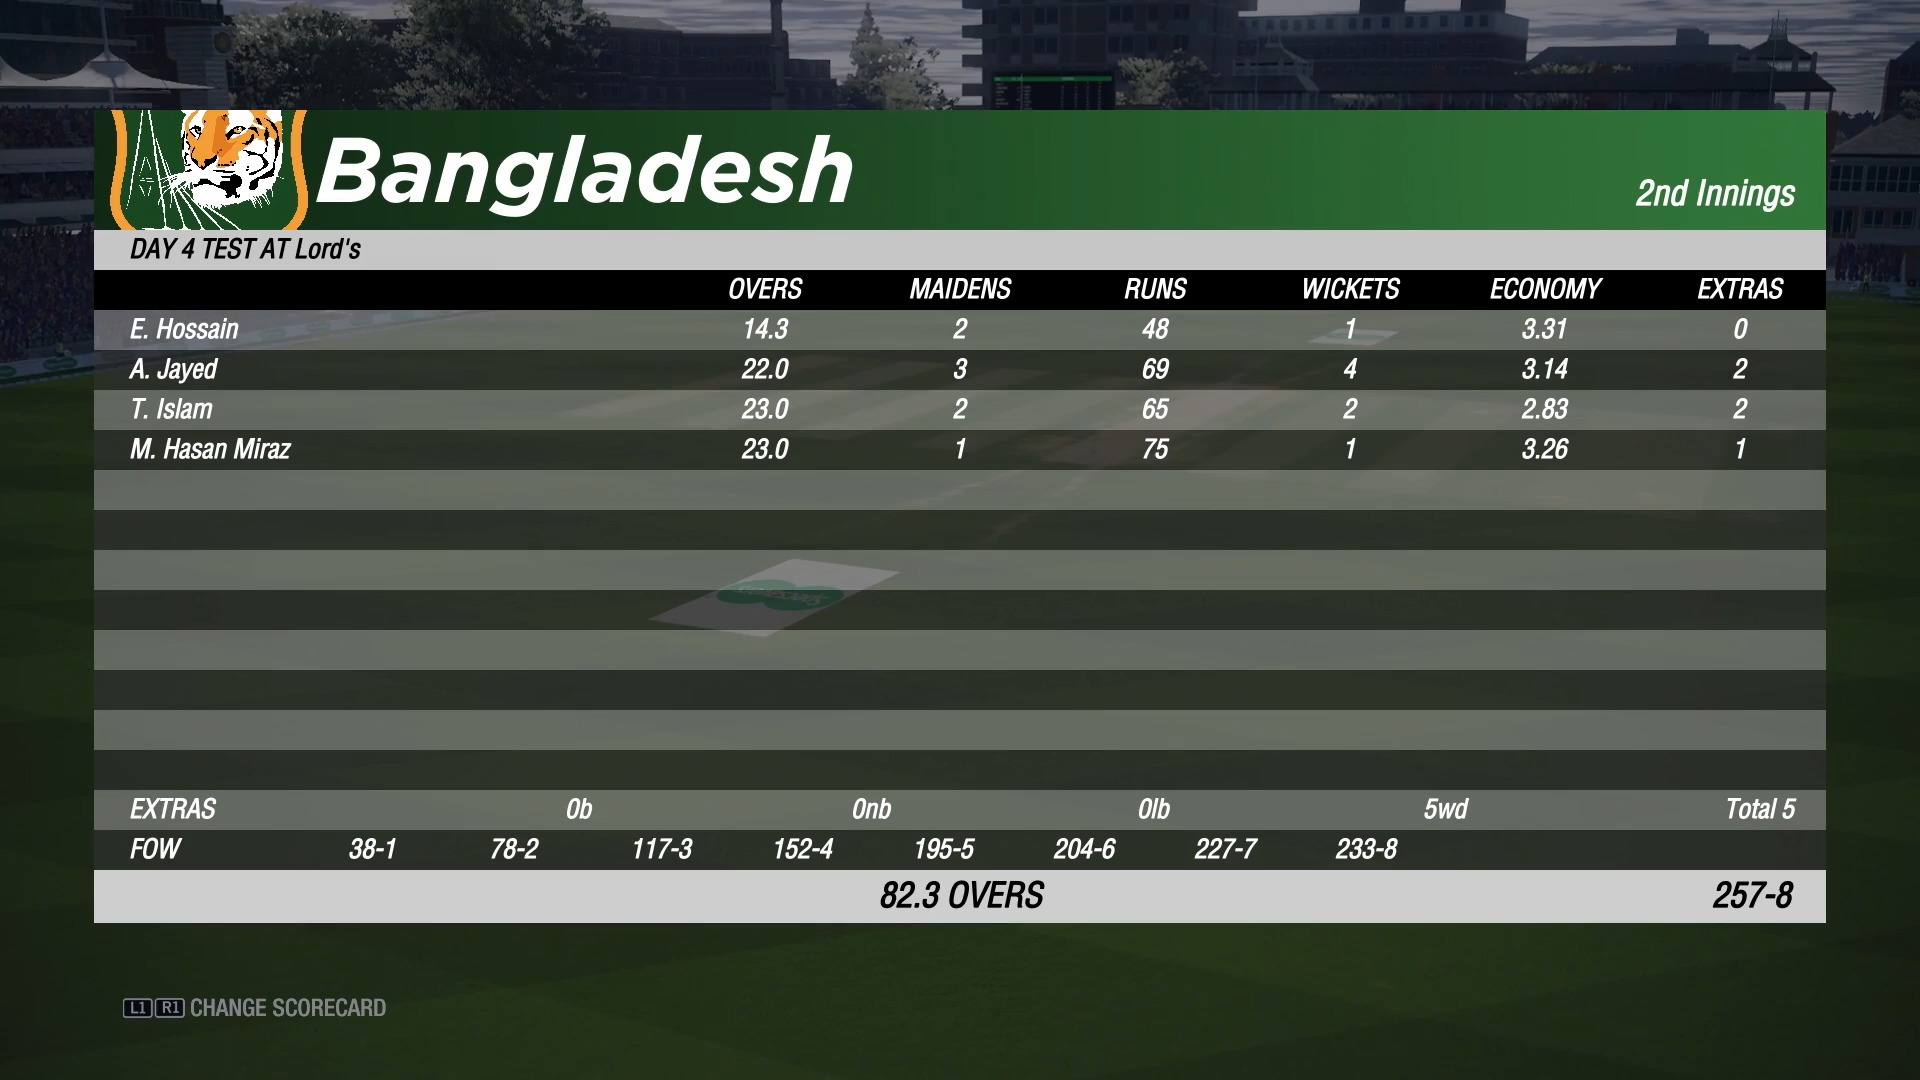 Bangladesh
2nd Innings
DAY 4 TEST AT Lord's
OVERS MAIDENS RUNS WICKETS ECONOMY EXTRAS
E. Hossain 14.3 2 48 1 3.31 0
A. Jayed 22.0 3 69 4 3.14 2
T. Islam 23.0 2 65 2 2.83 2
M. Hasan Miraz 23.0 1 75 1 3.26 1
EXTRAS 0b 0nb 0lb 5wd Total 5
FOW 38-1 78-2 117-3 152-4 195-5 204-6 227-7 233-8
82.3 OVERS 257-8
L1 R1 CHANGE SCORECARD